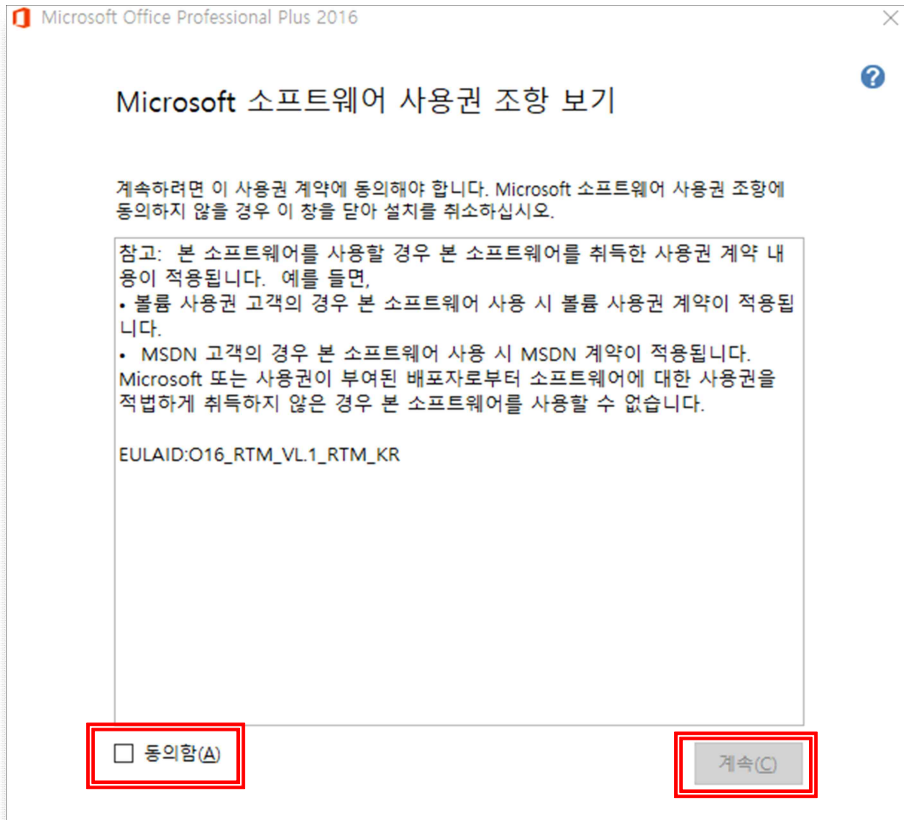 Microsoft Office Professional Plus 2016
Microsoft 소프트웨어 사용권 조항 보기
계속하려면 이 사용권 계약에 동의해야 합니다. Microsoft 소프트웨어 사용권 조항에
동의하지 않을 경우 이 창을 닫아 설치를 취소하십시오.
참고:  본 소프트웨어를 사용할 경우 본 소프트웨어를 취득한 사용권 계약 내
용이 적용됩니다.  예를 들면,
• 볼륨 사용권 고객의 경우 본 소프트웨어 사용 시 볼륨 사용권 계약이 적용됩
니다.
•  MSDN 고객의 경우 본 소프트웨어 사용 시 MSDN 계약이 적용됩니다.
Microsoft 또는 사용권이 부여된 배포자로부터 소프트웨어에 대한 사용권을
적법하게 취득하지 않은 경우 본 소프트웨어를 사용할 수 없습니다.
EULAID:O16_RTM_VL.1_RTM_KR
동의함(A)
계속(C)